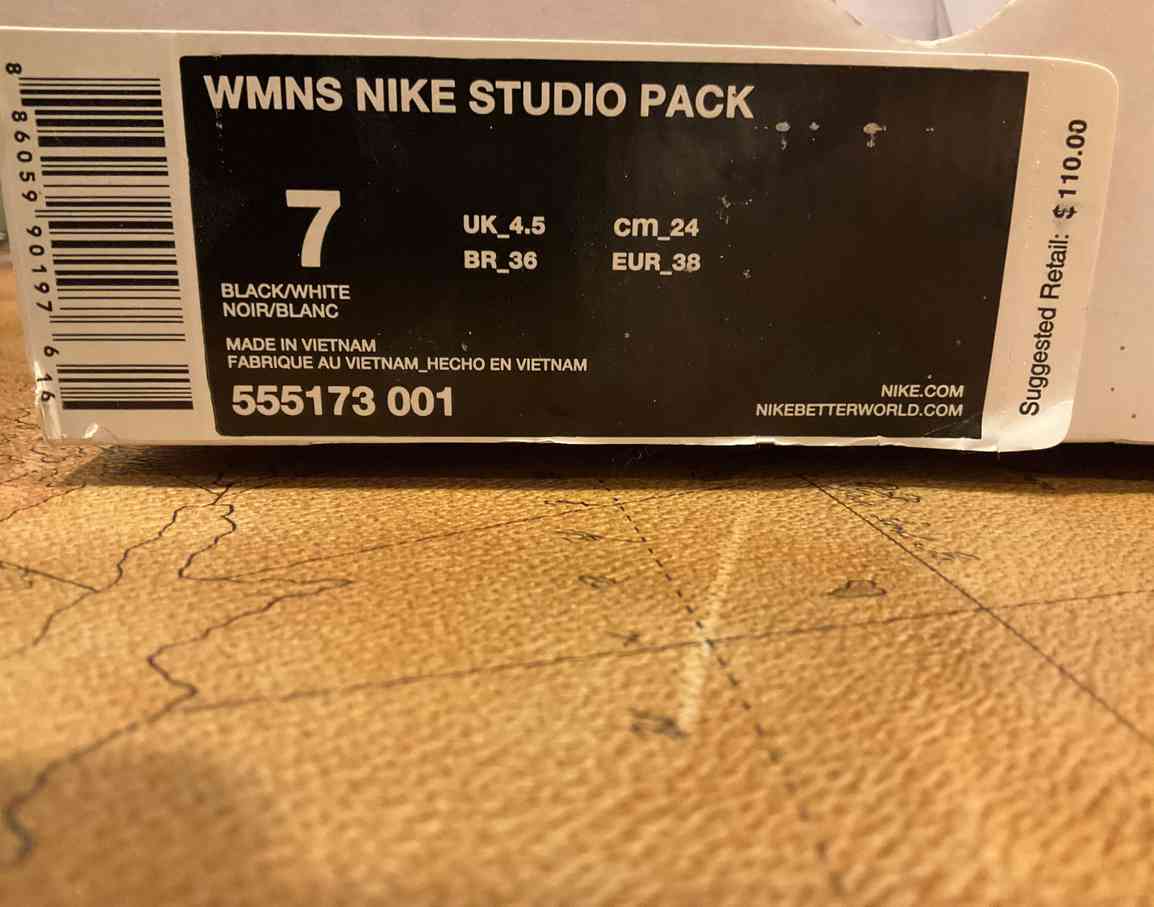 WMNS NIKE STUDIO PACK
7
UK_4.5 cm_24
BR_36 EUR_38
BLACK/WHITE
NOIR/BLANC
MADE IN VIETNAM
FABRIQUE AU VIETNAM_HECHO EN VIETNAM
555173 001
NIKE.COM
NIKEBETTERWORLD.COM
Suggested Retail: $ 110.00
8 86059 90197 6 16